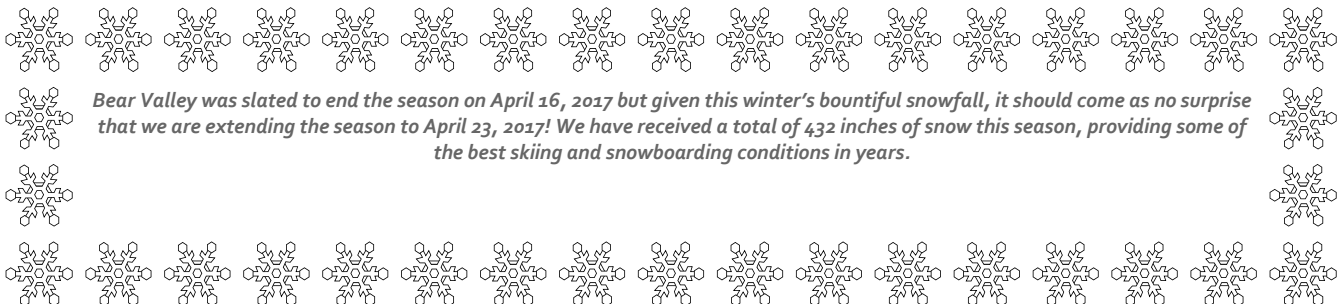 Bear Valley was slated to end the season on April 16, 2017 but given this winter’s bountiful snowfall, it should come as no surprise
that we are extending the season to April 23, 2017! We have received a total of 432 inches of snow this season, providing some of
the best skiing and snowboarding conditions in years.